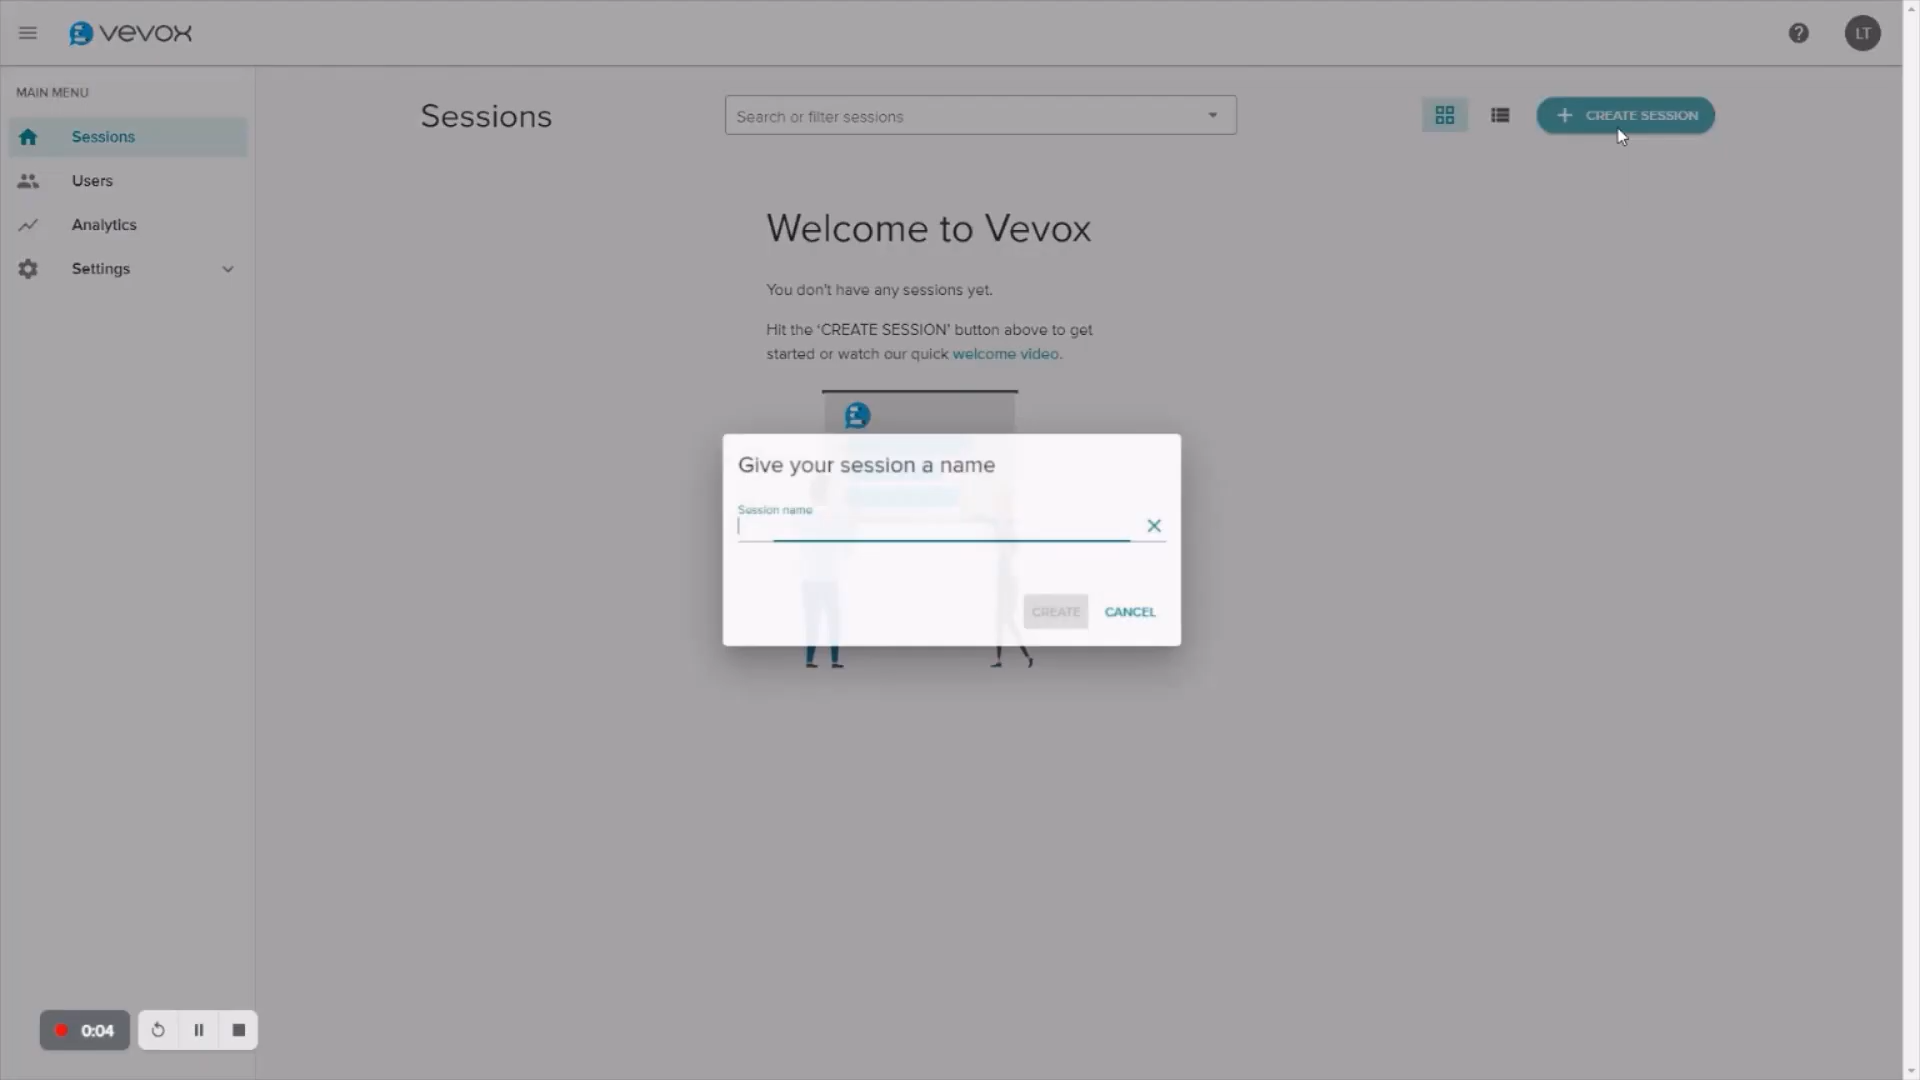 vevox
LT
MAIN MENU
Sessions
Users
Analytics
Settings
Sessions
Search or filter sessions
CREATE SESSION
Welcome to Vevox
You don't have any sessions yet.
Hit the ‘CREATE SESSION’ button above to get
started or watch our quick welcome video.
Give your session a name
Session name
CREATE
CANCEL
0:04